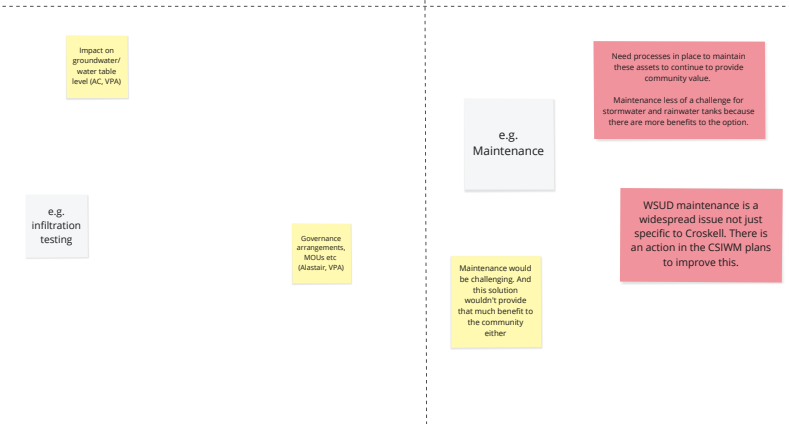 Impact on
groundwater/
water table
level (AC, VPA)
e.g.
infiltration
testing
Governance
arrangements,
MOUs etc
(Alastair, VPA)
Need processes in place to maintain
these assets to continue to provide
community value.
Maintenance less of a challenge for
stormwater and rainwater tanks because
there are more benefits to the option.
e.g.
Maintenance
WSUD maintenance is a
widespread issue not just
specific to Croskell. There is
an action in the CSIWM plans
to improve this.
Maintenance would
be challenging. And
this solution
wouldn't provide
that much benefit to
the community
either